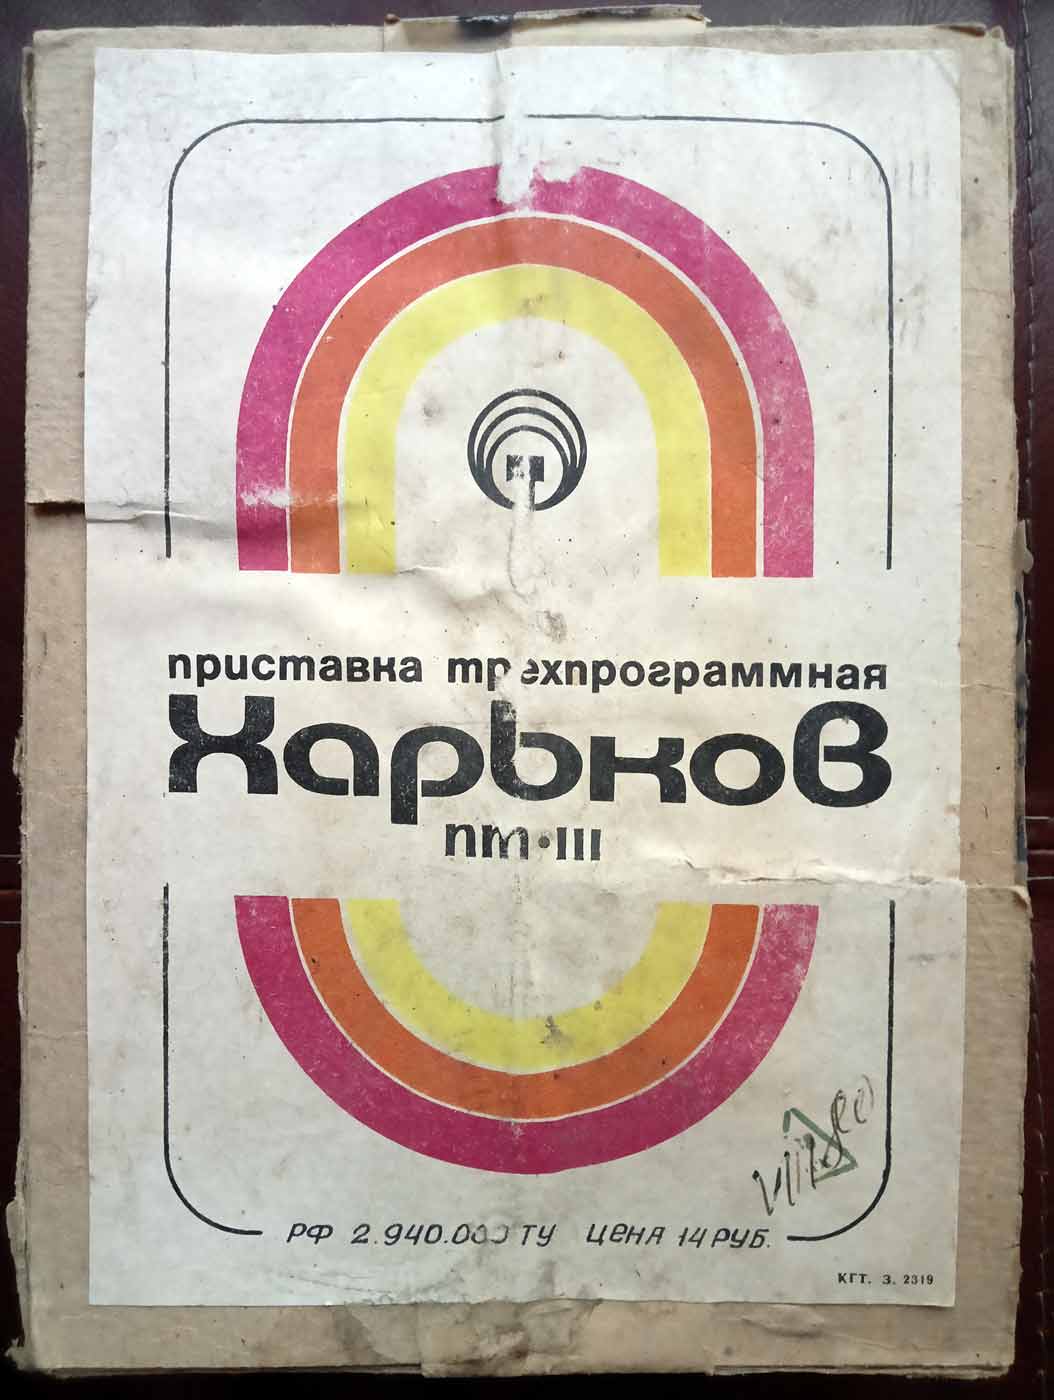 приставка трехпрограммная
Харьков
пт·III
РФ 2.940.000 ТУ ЦЕНА 14 РУБ.
КГТ. З. 2319